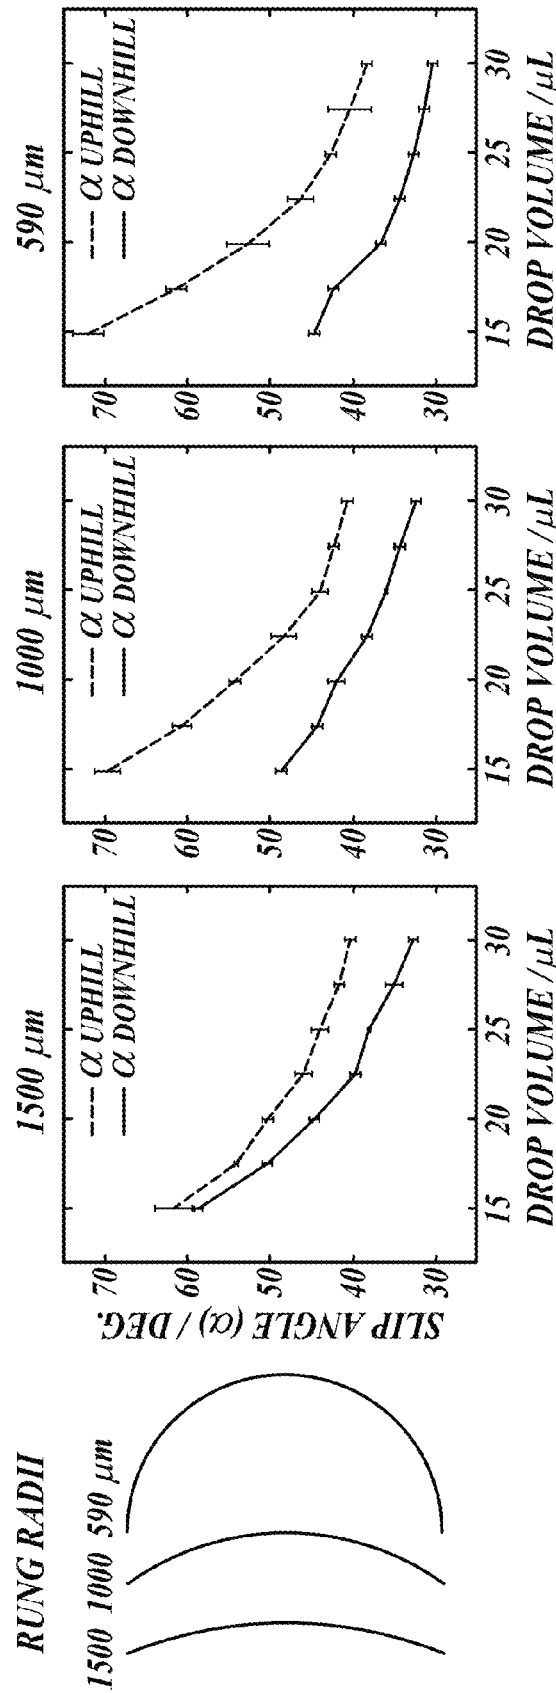 RUNG RADII
1500 1000 590 μm
1500 μm
α UPHILL
α DOWNHILL
SLIP ANGLE (α) / DEG.
70
60
50
40
30
15 20 25 30
DROP VOLUME /μL
1000 μm
α UPHILL
α DOWNHILL
70
60
50
40
30
15 20 25 30
DROP VOLUME /μL
590 μm
α UPHILL
α DOWNHILL
70
60
50
40
30
15 20 25 30
DROP VOLUME /μL